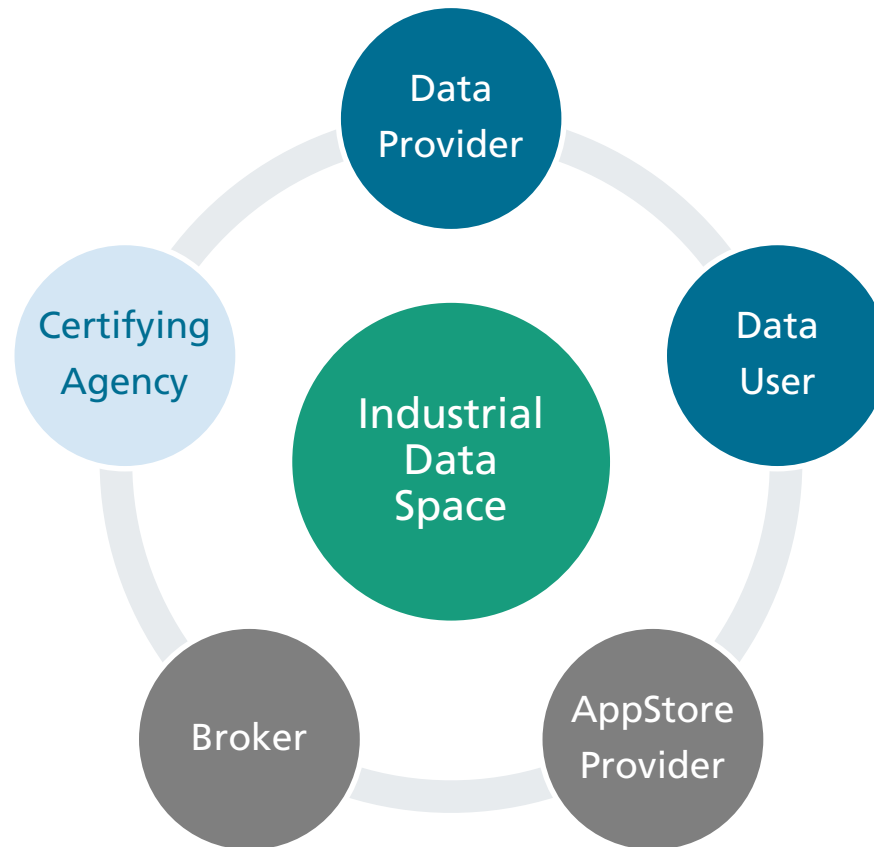 Data
Provider
Certifying
Agency
Data
User
Industrial
Data
Space
Broker
AppStore
Provider